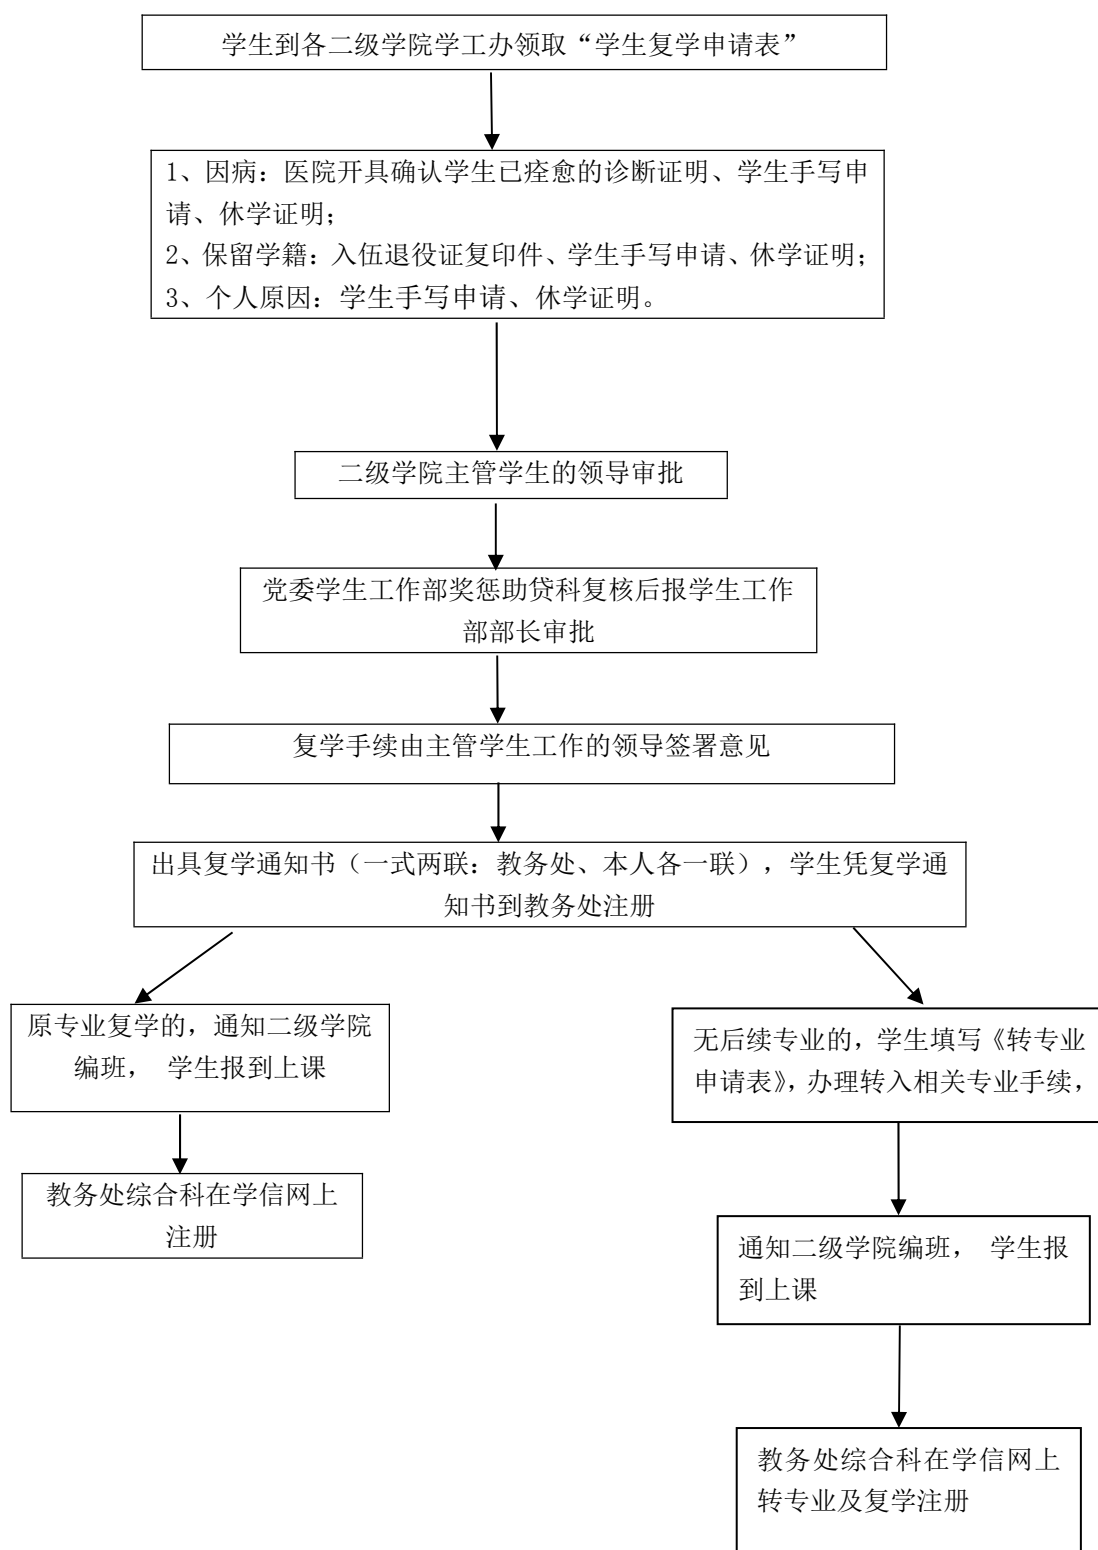 学生到各二级学院学工办领取“学生复学申请表”
1、因病：医院开具确认学生已痊愈的诊断证明、学生手写申
请、休学证明；
2、保留学籍：入伍退役证复印件、学生手写申请、休学证明；
3、个人原因：学生手写申请、休学证明。
二级学院主管学生的领导审批
党委学生工作部奖惩助贷科复核后报学生工作
部部长审批
复学手续由主管学生工作的领导签署意见
出具复学通知书（一式两联：教务处、本人各一联），学生凭复学通
知书到教务处注册
原专业复学的，通知二级学院
编班， 学生报到上课
教务处综合科在学信网上
注册
无后续专业的，学生填写《转专业
申请表》，办理转入相关专业手续，
通知二级学院编班， 学生报
到上课
教务处综合科在学信网上
转专业及复学注册